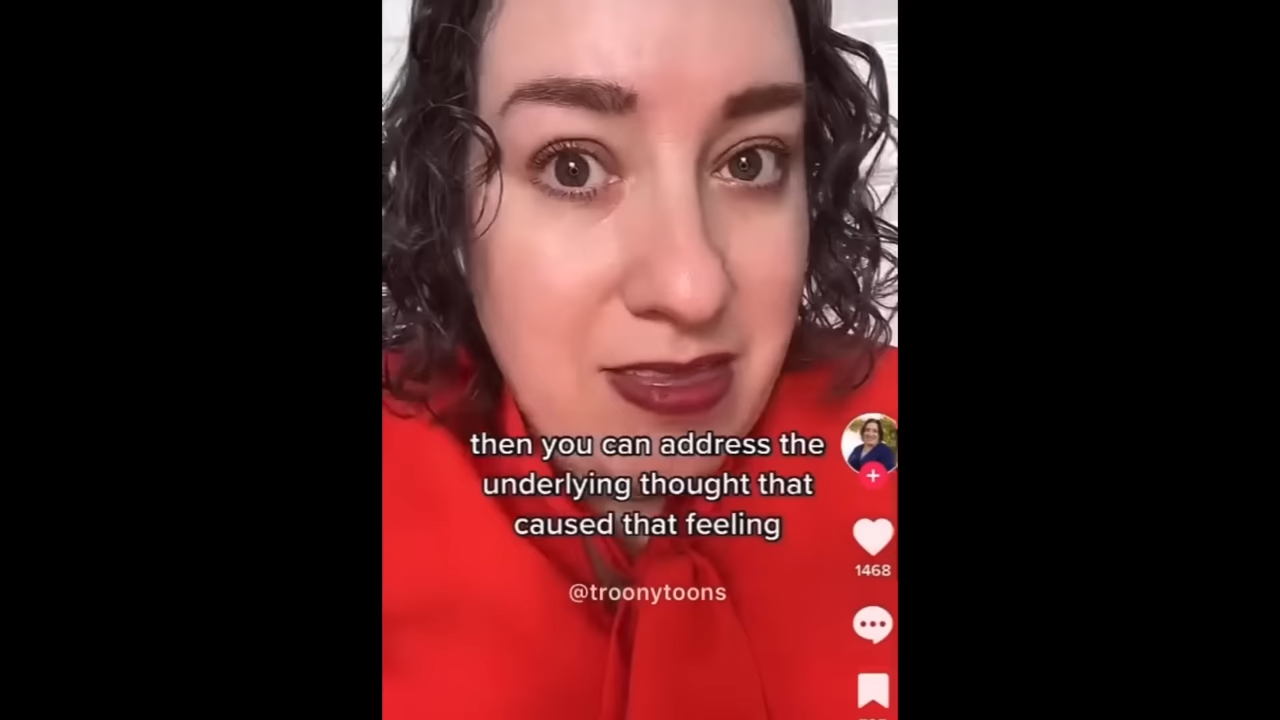 then you can address the
underlying thought that
caused that feeling
@troonytoons
1468